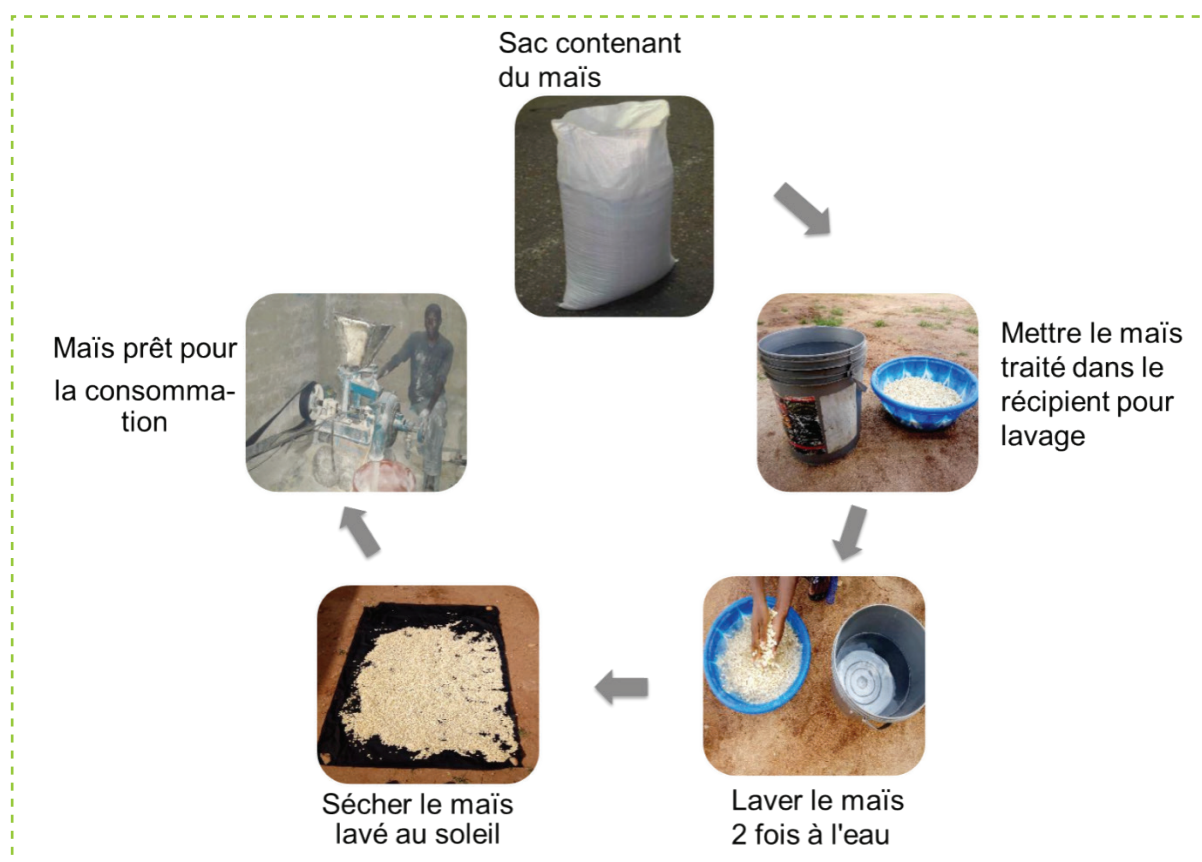 Sac contenant
du maïs
Mettre le maïs
traité dans le
récipient pour
lavage
Laver le maïs
2 fois à l'eau
Sécher le maïs
lavé au soleil
Maïs prêt pour
la consomma-
tion